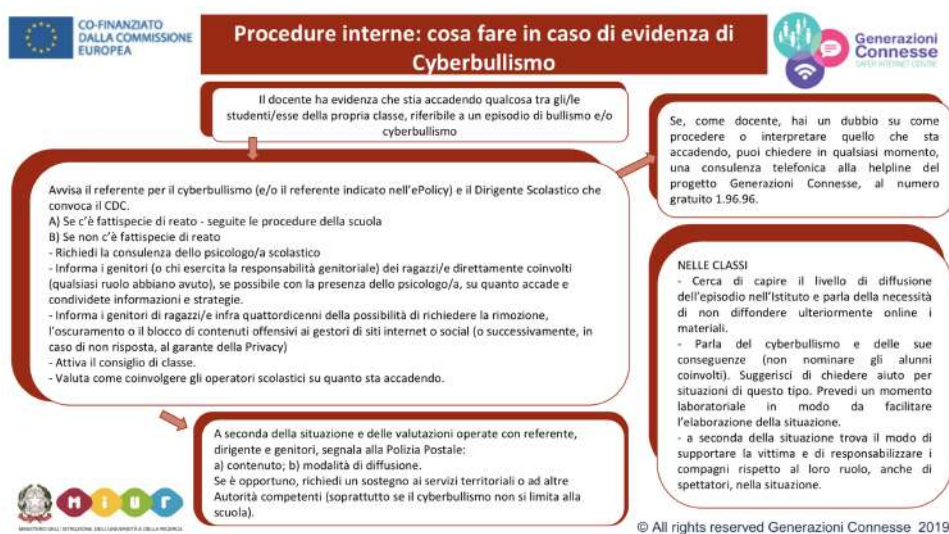 CO-FINANZIATO
DALLA COMMISSIONE
EUROPEA
Procedure interne: cosa fare in caso di evidenza di
Cyberbullismo
Generazioni
Connesse
SAFER INTERNET CENTRE
Il docente ha evidenza che stia accadendo qualcosa tra gli/le
studenti/esse della propria classe, riferibile a un episodio di bullismo e/o
cyberbullismo
Se, come docente, hai un dubbio su come
procedere o interpretare quello che sta
accadendo, puoi chiedere in qualsiasi momento,
una consulenza telefonica alla helpline del
progetto Generazioni Connesse, al numero
gratuito 1.96.96.
Avvisa il referente per il cyberbullismo (e/o il referente indicato nell'ePolicy) e il Dirigente Scolastico che
convoca il CDC.
A) Se c'è fattispecie di reato - seguite le procedure della scuola
B) Se non c'è fattispecie di reato
- Richiedi la consulenza dello psicologo/a scolastico
- Informa i genitori (o chi esercita la responsabilità genitoriale) dei ragazzi/e direttamente coinvolti
(qualsiasi ruolo abbiano avuto), se possibile con la presenza dello psicologo/a, su quanto accade e
condividete informazioni e strategie.
- Informa i genitori di ragazzi/e infra quattordicenni della possibilità di richiedere la rimozione,
l'oscuramento o il blocco di contenuti offensivi ai gestori di siti internet o social (o successivamente, in
caso di non risposta, al garante della Privacy)
- Attiva il consiglio di classe.
- Valuta come coinvolgere gli operatori scolastici su quanto sta accadendo.
NELLE CLASSI
- Cerca di capire il livello di diffusione
dell'episodio nell'Istituto e parla della necessità
di non diffondere ulteriormente online i
materiali.
- Parla del cyberbullismo e delle sue
conseguenze (non nominare gli alunni
coinvolti). Suggerisci di chiedere aiuto per
situazioni di questo tipo. Prevedi un momento
laboratoriale in modo da facilitare
l'elaborazione della situazione.
- a seconda della situazione trova il modo di
supportare la vittima e di responsabilizzare i
compagni rispetto al loro ruolo, anche di
spettatori, nella situazione.
A seconda della situazione e delle valutazioni operate con referente,
dirigente e genitori, segnala alla Polizia Postale:
a) contenuto; b) modalità di diffusione.
Se è opportuno, richiedi un sostegno ai servizi territoriali o ad altre
Autorità competenti (soprattutto se il cyberbullismo non si limita alla
scuola).
miur
MINISTERO DELL'ISTRUZIONE, DELL'UNIVERSITÀ E DELLA RICERCA
© All rights reserved Generazioni Connesse 2019